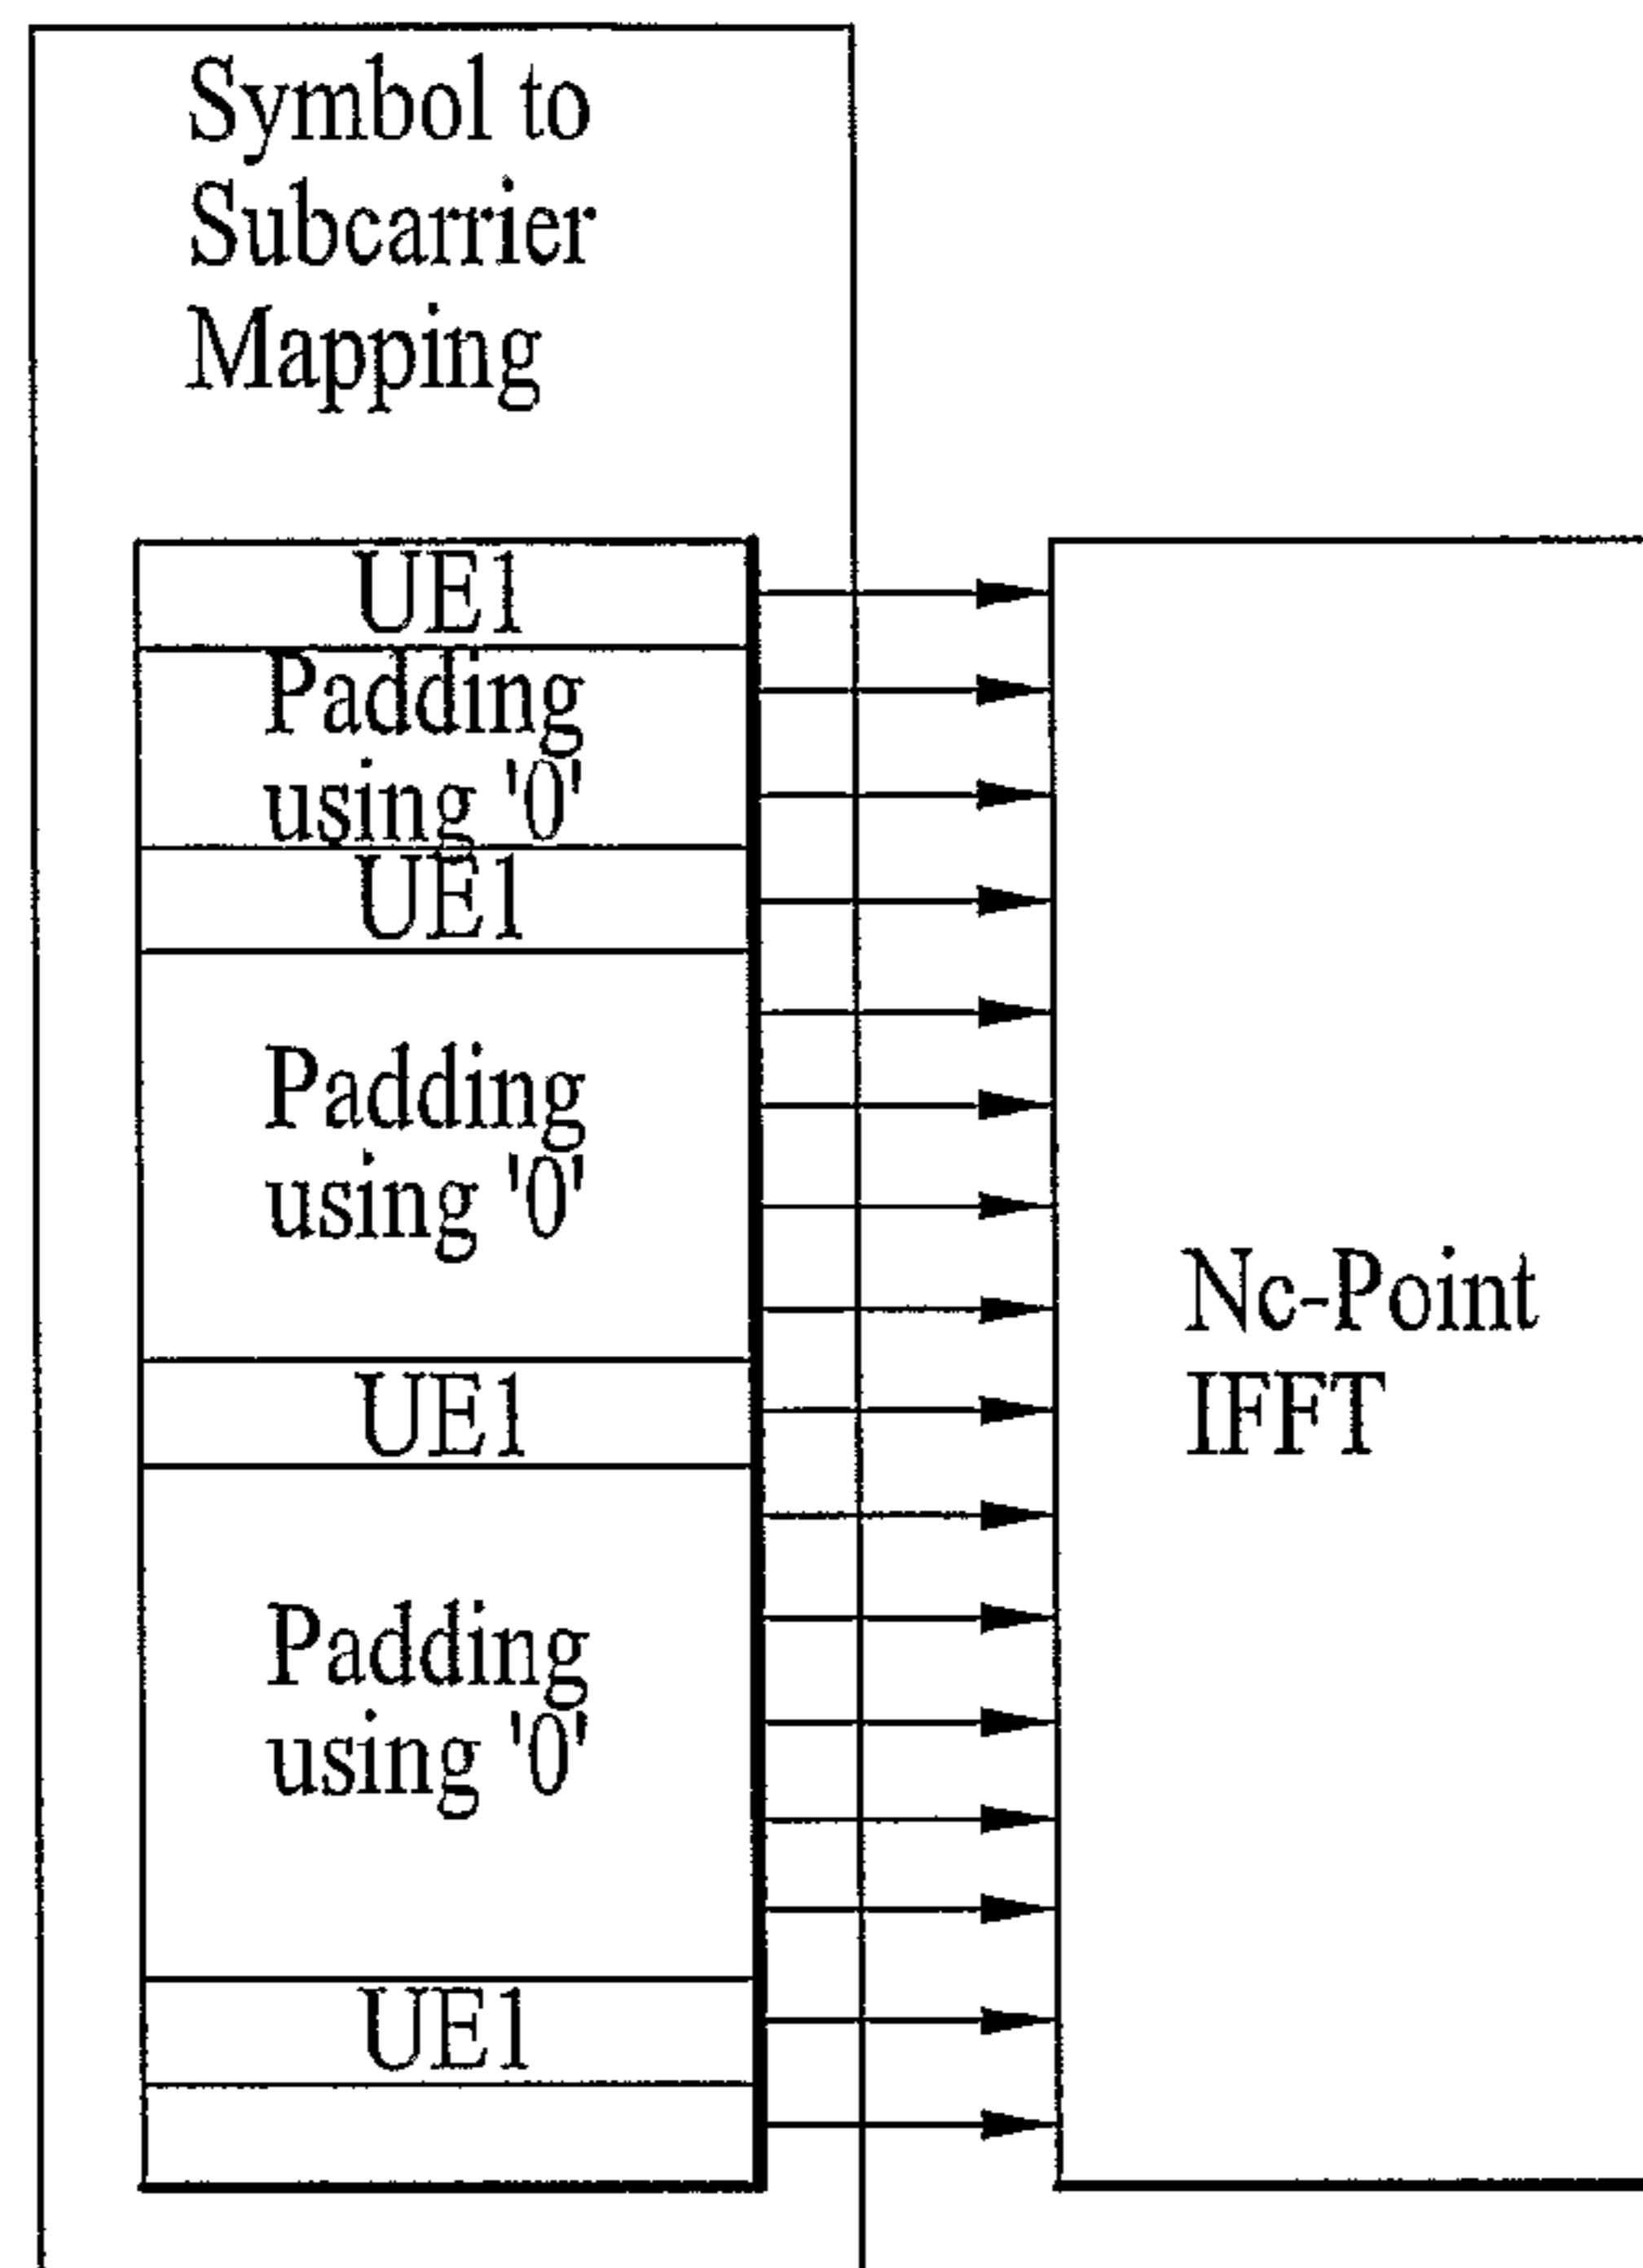 Symbol to
Subcarrier
Mapping
UE1
Padding
using '0'
UE1
Padding
using '0'
UE1
Padding
using '0'
UE1
Nc-Point
IFFT